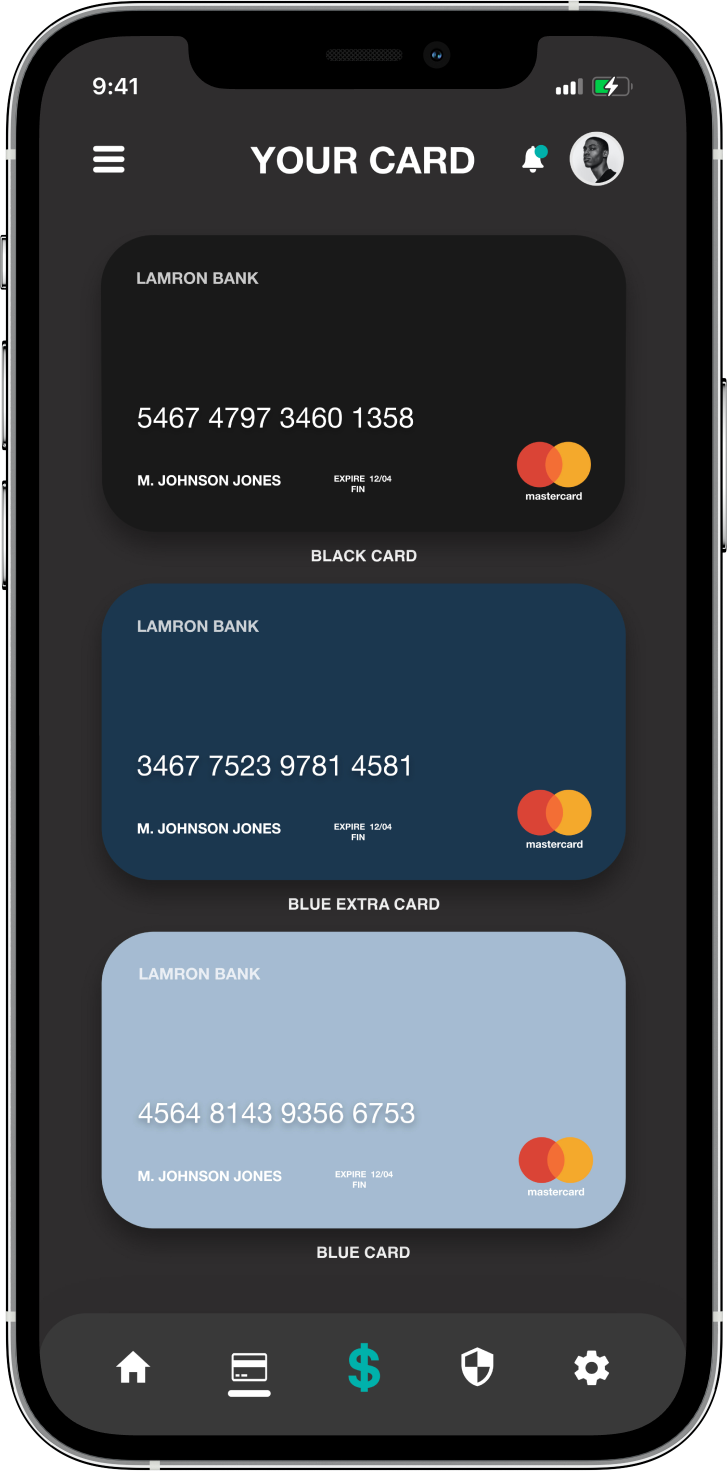 9:41
YOUR CARD
LAMRON BANK
5467 4797 3460 1358
M. JOHNSON JONES
EXPIRE 12/04
FIN
mastercard
BLACK CARD
LAMRON BANK
3467 7523 9781 4581
M. JOHNSON JONES
EXPIRE 12/04
FIN
mastercard
BLUE EXTRA CARD
LAMRON BANK
4564 8143 9356 6753
M. JOHNSON JONES
EXPIRE 12/04
FIN
mastercard
BLUE CARD
$